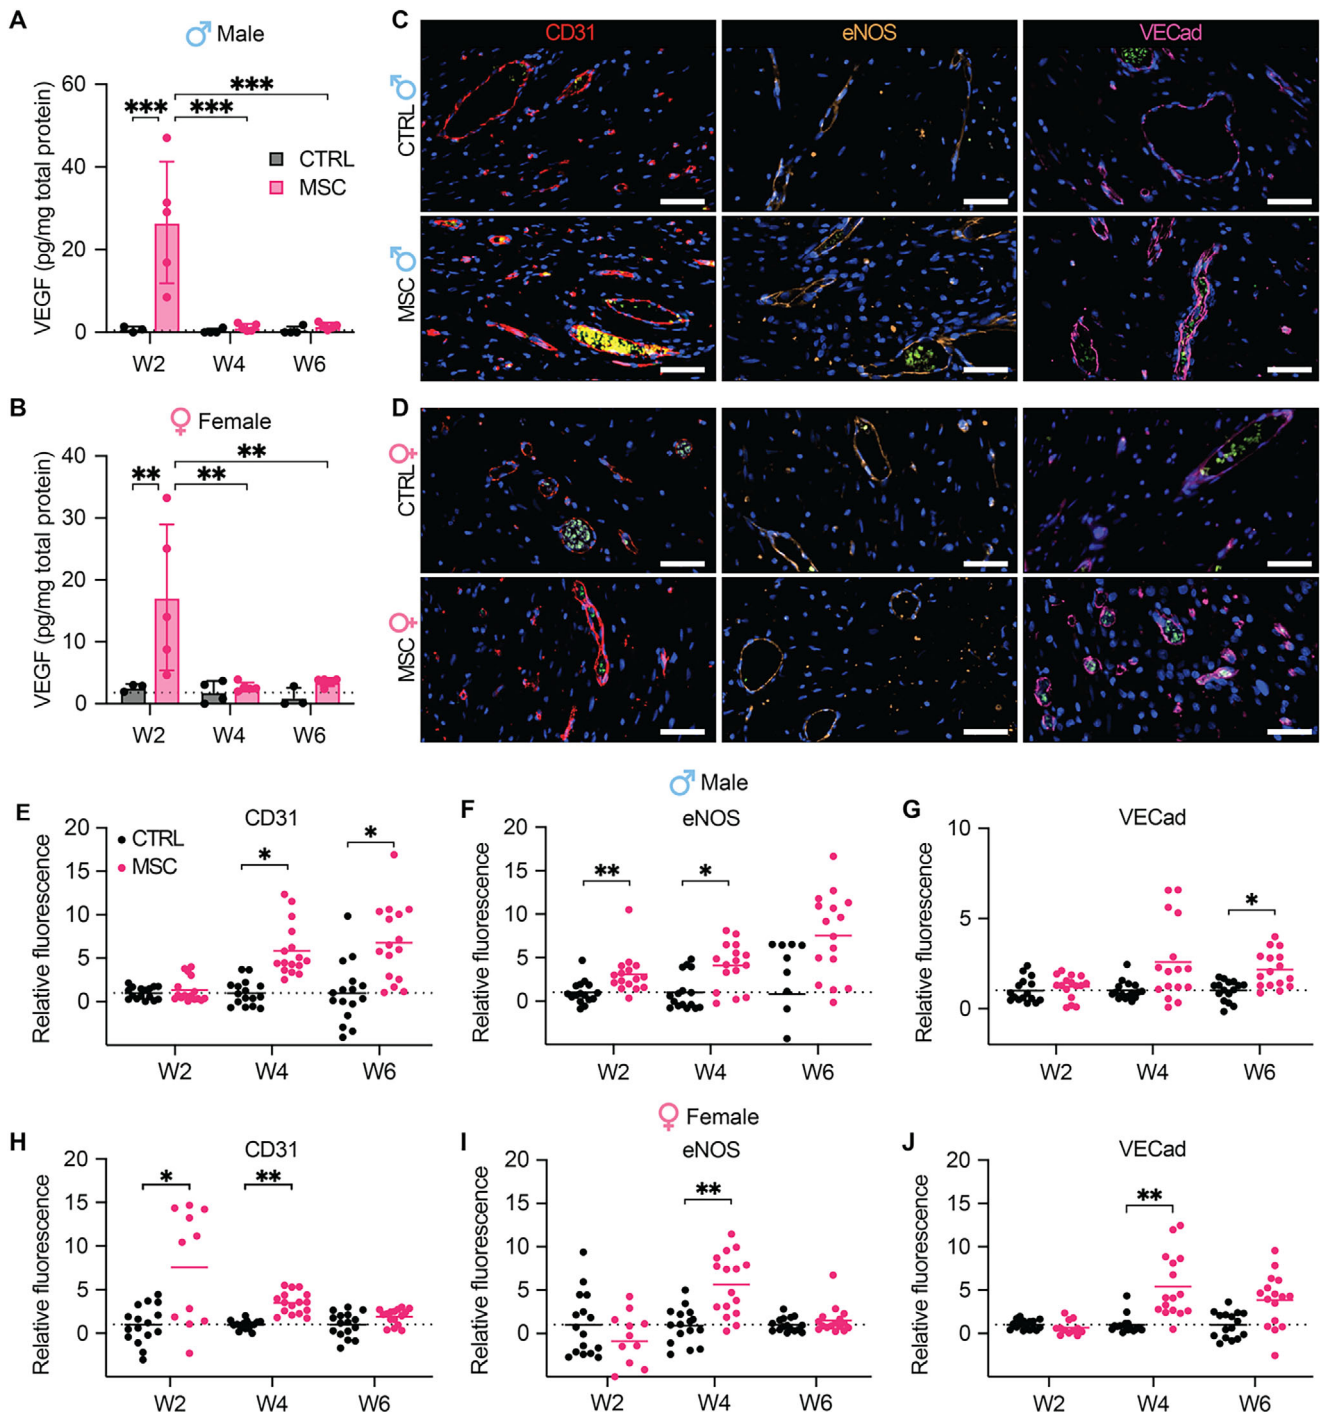 A
♂ Male
VEGF (pg/mg total protein)
60
40
20
0
***
***
***
CTRL
MSC
W2
W4
W6
B
♀ Female
VEGF (pg/mg total protein)
40
30
20
10
0
**
**
**
W2
W4
W6
C
CD31
eNOS
VECad
CTRL ♂
MSC ♂
D
CTRL ♀
MSC ♀
♂ Male
E
CD31
Relative fluorescence
20
15
10
5
0
CTRL
MSC
*
*
W2
W4
W6
F
eNOS
Relative fluorescence
20
15
10
5
0
**
*
W2
W4
W6
G
VECad
Relative fluorescence
10
5
0
*
W2
W4
W6
♀ Female
H
CD31
Relative fluorescence
20
15
10
5
0
*
**
W2
W4
W6
I
eNOS
Relative fluorescence
20
15
10
5
0
**
W2
W4
W6
J
VECad
Relative fluorescence
20
15
10
5
0
**
W2
W4
W6